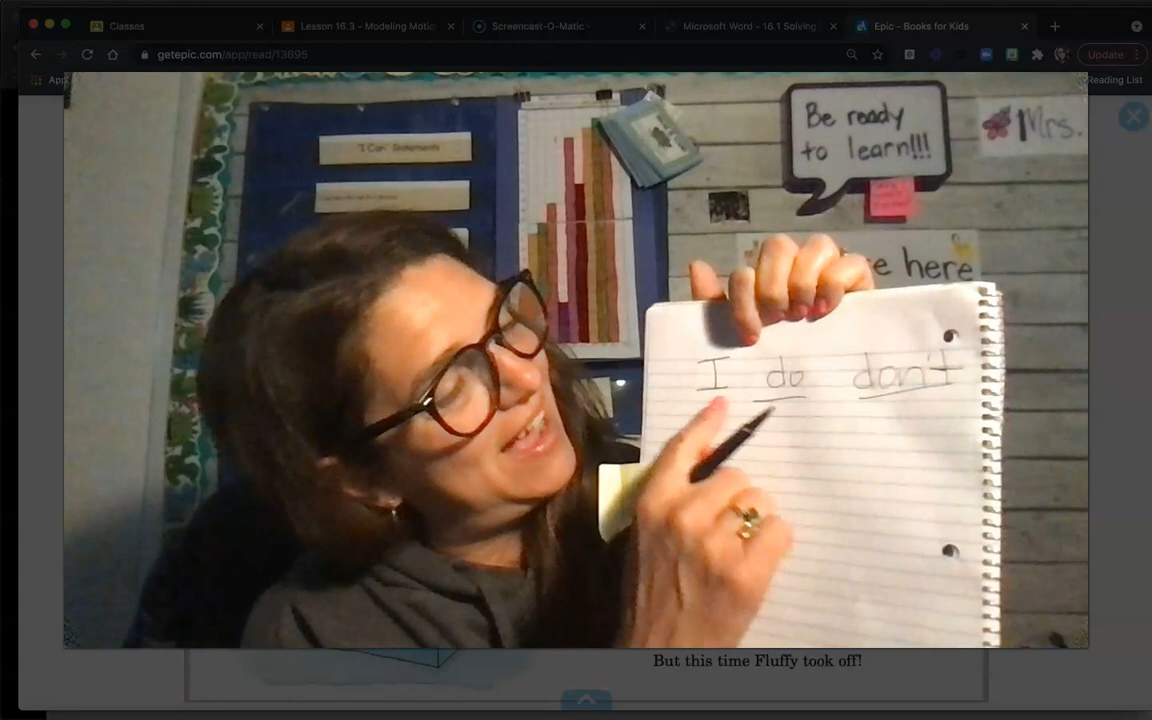 Classes
Lesson 16.3 - Modeling Motic
Screencast-O-Matic -
Microsoft Word - 16.1 Solving
Epic - Books for Kids
getepic.com/app/read/13695
Update
App
Reading List
"I Can" Statements
Be ready
to learn!!!
Mrs.
e here
I do don't
But this time Fluffy took off!